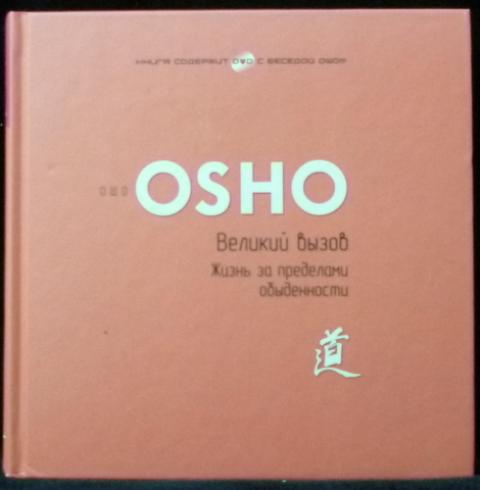 КНИГА СОДЕРЖИТ DVD С БЕСЕДОЙ ОШО
ОШО OSHO
Великий вызов
Жизнь за пределами
обыденности
道